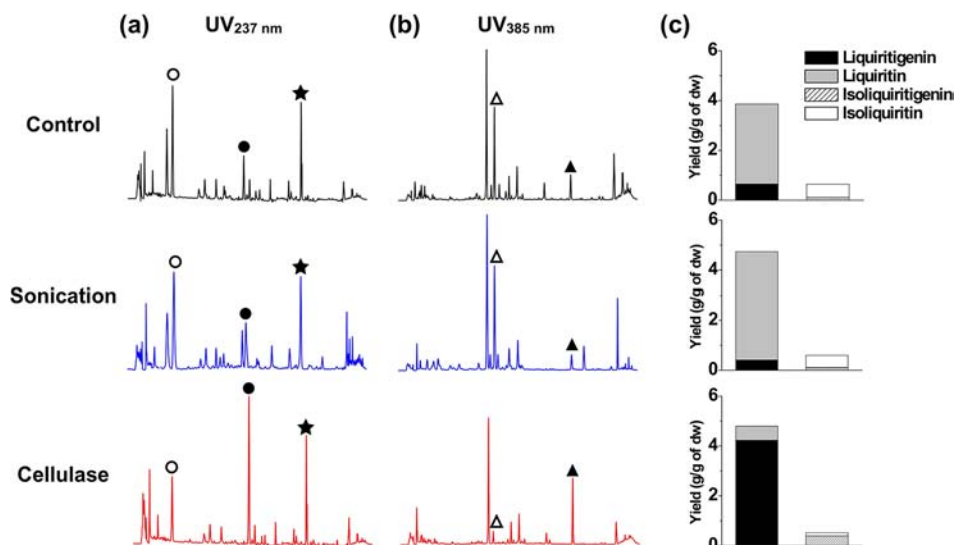 (a) UV237 nm
(b) UV385 nm
(c)
Control
Yield (g/g of dw)
6
4
2
0
Liquiritigenin
Liquiritin
Isoliquiritigenin
Isoliquiritin
Sonication
Yield (g/g of dw)
6
4
2
0
Cellulase
Yield (g/g of dw)
6
4
2
0